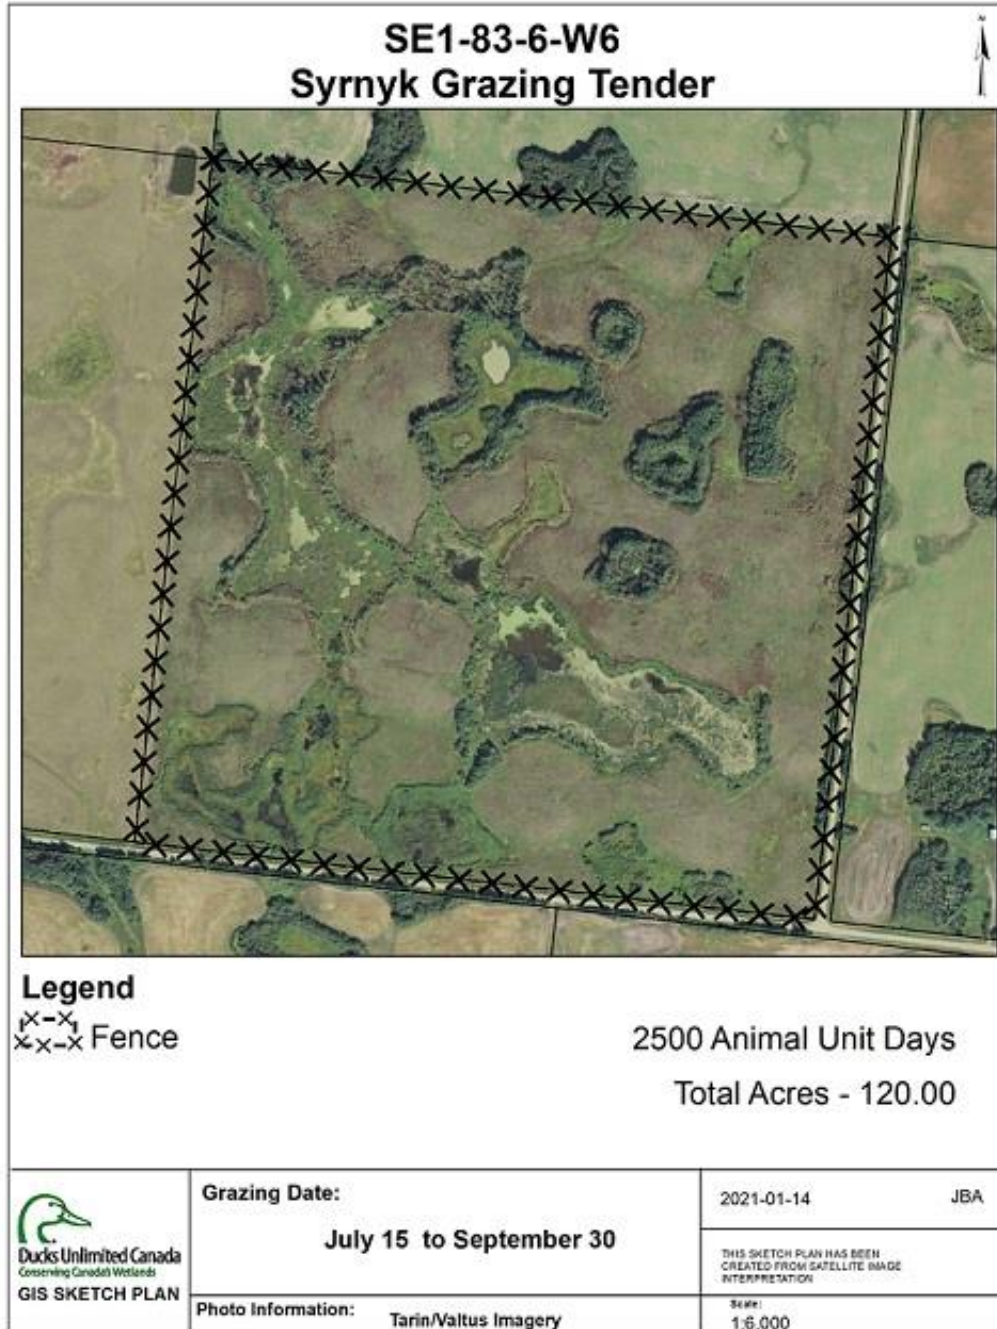 SE1-83-6-W6
Syrnyk Grazing Tender
N
Legend
Fence
2500 Animal Unit Days
Total Acres - 120.00
Ducks Unlimited Canada
Conserving Canada's Wetlands
GIS SKETCH PLAN
Grazing Date:
July 15 to September 30
Photo Information:
Tarin/Valtus Imagery
2021-01-14 JBA
THIS SKETCH PLAN HAS BEEN
CREATED FROM SATELLITE IMAGE
INTERPRETATION
Scale:
1:6,000